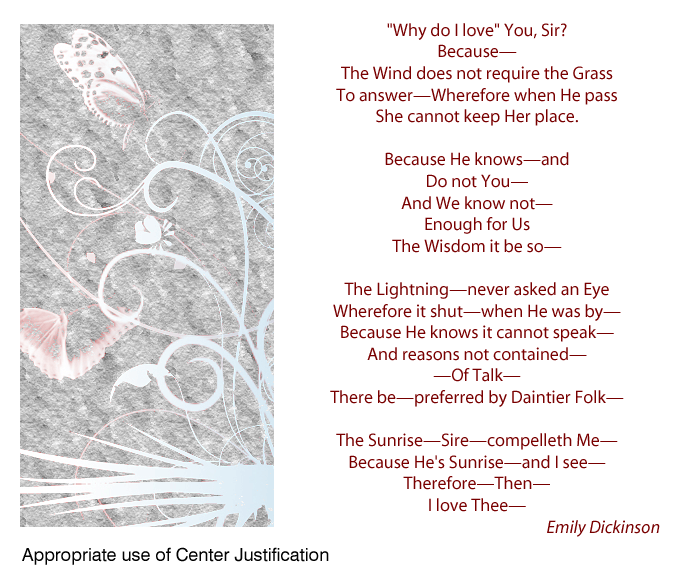 "Why do I love" You, Sir?
Because—
The Wind does not require the Grass
To answer—Wherefore when He pass
She cannot keep Her place.
Because He knows—and
Do not You—
And We know not—
Enough for Us
The Wisdom it be so—
The Lightning—never asked an Eye
Wherefore it shut—when He was by—
Because He knows it cannot speak—
And reasons not contained—
—Of Talk—
There be—preferred by Daintier Folk—
The Sunrise—Sire—compelleth Me—
Because He's Sunrise—and I see—
Therefore—Then—
I love Thee—
Emily Dickinson
Appropriate use of Center Justification